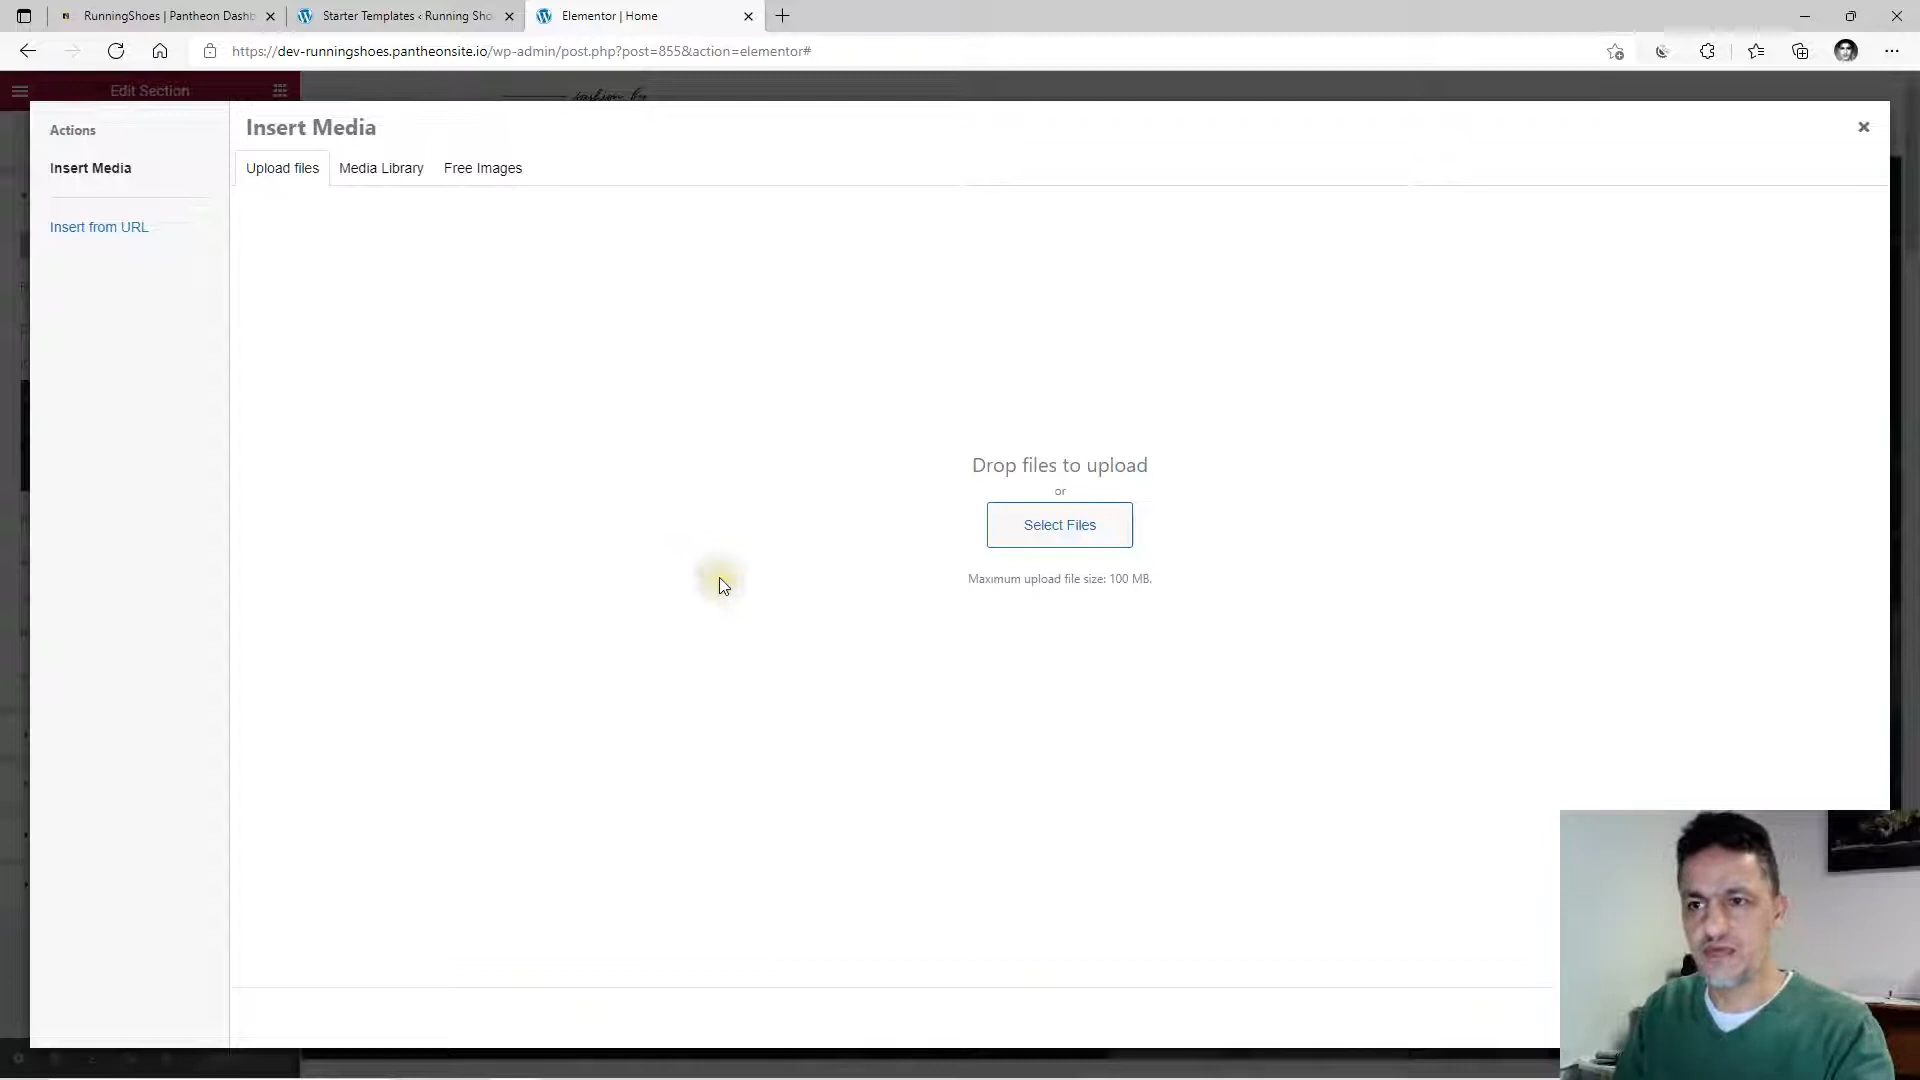 RunningShoes | Pantheon Dashb
Starter Templates ‹ Running Sho
Elementor | Home
https://dev-runningshoes.pantheonsite.io/wp-admin/post.php?post=855&action=elementor#
Edit Section
fashion by
Actions
Insert Media
Insert from URL
Insert Media
Upload files
Media Library
Free Images
Drop files to upload
or
Select Files
Maximum upload file size: 100 MB.